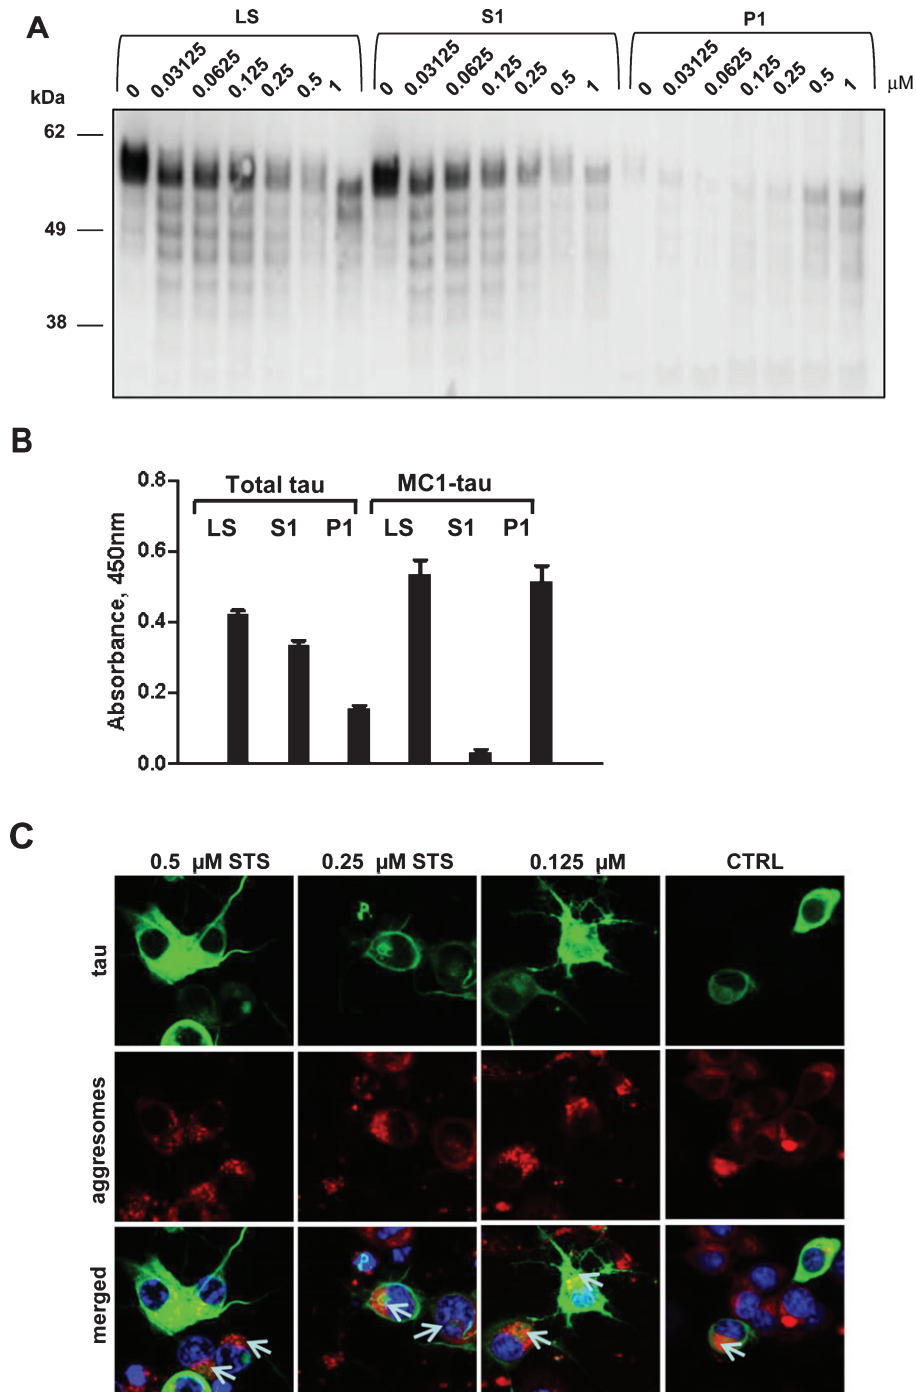 A
LS S1 P1
0 0.03125 0.0625 0.125 0.25 0.5 1 0 0.03125 0.0625 0.125 0.25 0.5 1 0 0.03125 0.0625 0.125 0.25 0.5 1 µM
kDa
62
49
38
B
Total tau MC1-tau
LS S1 P1 LS S1 P1
Absorbance, 450nm
0.8
0.6
0.4
0.2
0.0
C
0.5 µM STS 0.25 µM STS 0.125 µM CTRL
tau
aggresomes
merged